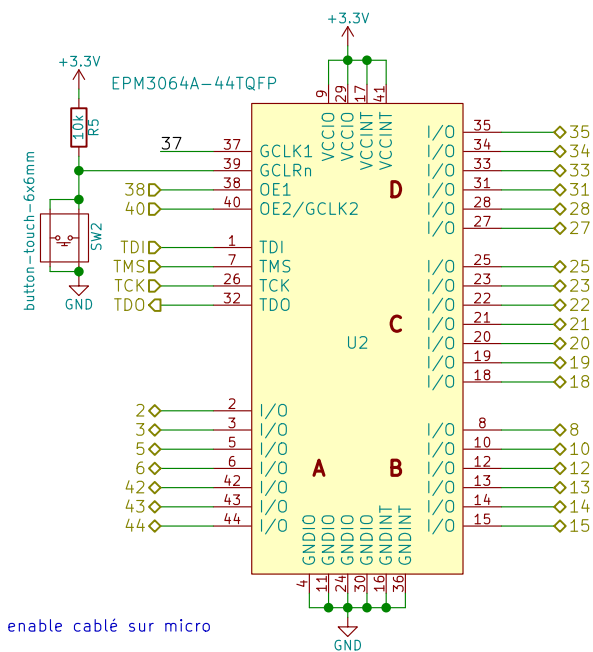 +3.3V
+3.3V
EPM3064A-44TQFP
10k
R5
button-touch-6x6mm
SW2
GND
9 VCCIO
29 VCCIO
17 VCCINT
41 VCCINT
37 37 GCLK1
39 GCLRn
38 38 OE1
40 40 OE2/GCLK2
TDI 1 TDI
TMS 7 TMS
TCK 26 TCK
TDO 32 TDO
2 2 I/O
3 3 I/O
5 5 I/O
6 6 I/O
42 42 I/O
43 43 I/O
44 44 I/O
A
U2
D
I/O 35 35
I/O 34 34
I/O 33 33
I/O 31 31
I/O 28 28
I/O 27 27
C
I/O 25 25
I/O 23 23
I/O 22 22
I/O 21 21
I/O 20 20
I/O 19 19
I/O 18 18
B
I/O 8 8
I/O 10 10
I/O 12 12
I/O 13 13
I/O 14 14
I/O 15 15
GNDIO 4
GNDIO 11
GNDIO 24
GNDIO 30
GNDINT 16
GNDINT 36
GND
enable cablé sur micro